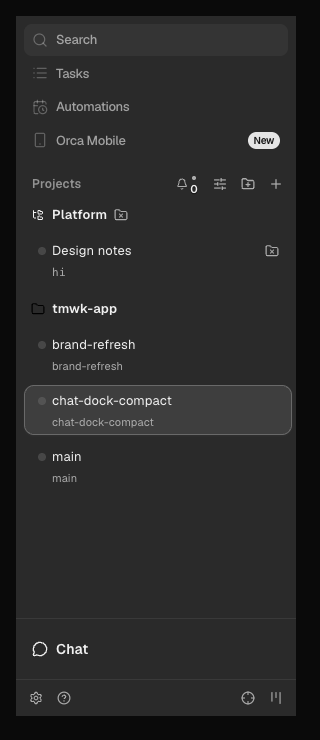 Search
Tasks
Automations
Orca Mobile New
Projects 0
Platform
Design notes
hi
tmwk-app
brand-refresh
brand-refresh
chat-dock-compact
chat-dock-compact
main
main
Chat